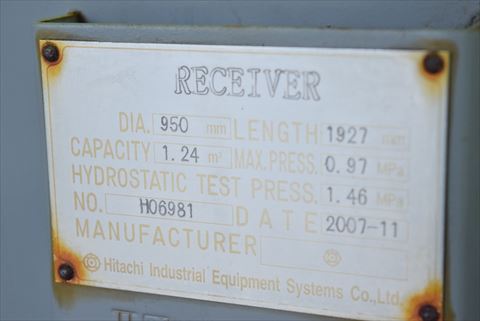 RECEIVER
DIA. 950 mm LENGTH 1927 mm
CAPACITY 1.24 m³ MAX.PRESS. 0.97 MPa
HYDROSTATIC TEST PRESS. 1.46 MPa
NO. H06981 DATE 2007-11
MANUFACTURER
Hitachi Industrial Equipment Systems Co.,Ltd.